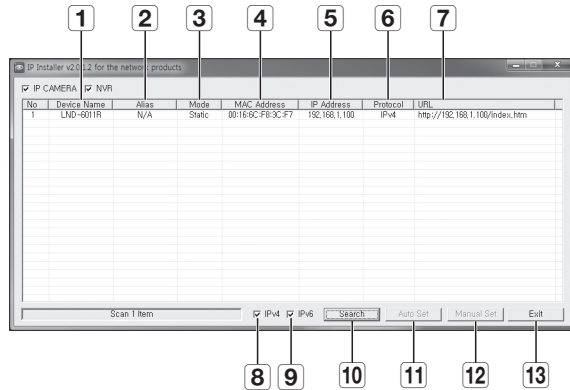 1 2 3 4 5 6 7
IP Installer v2.0.1.2 for the network products
IP CAMERA NVR
No Device Name Alias Mode MAC Address IP Address Protocol URL
1 LND-6011R N/A Static 00:16:6C:F8:3C:F7 192,168,1,100 IPv4 http://192,168,1,100/index,htm
Scan 1 Item IPv4 IPv6 Search Auto Set Manual Set Exit
8 9 10 11 12 13